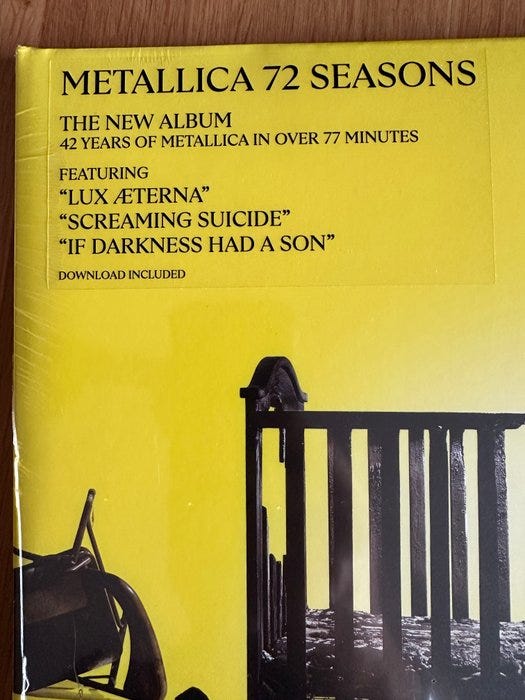 METALLICA 72 SEASONS
THE NEW ALBUM
42 YEARS OF METALLICA IN OVER 77 MINUTES
FEATURING
“LUX ÆTERNA”
“SCREAMING SUICIDE”
“IF DARKNESS HAD A SON”
DOWNLOAD INCLUDED